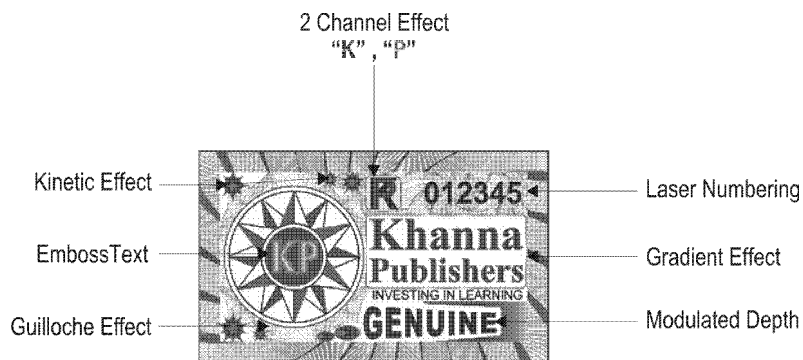 2 Channel Effect
“K”, “P”
Kinetic Effect
K 012345
Laser Numbering
EmbossText
KP
Khanna
Publishers
Gradient Effect
INVESTING IN LEARNING
Guilloche Effect
GENUINE
Modulated Depth